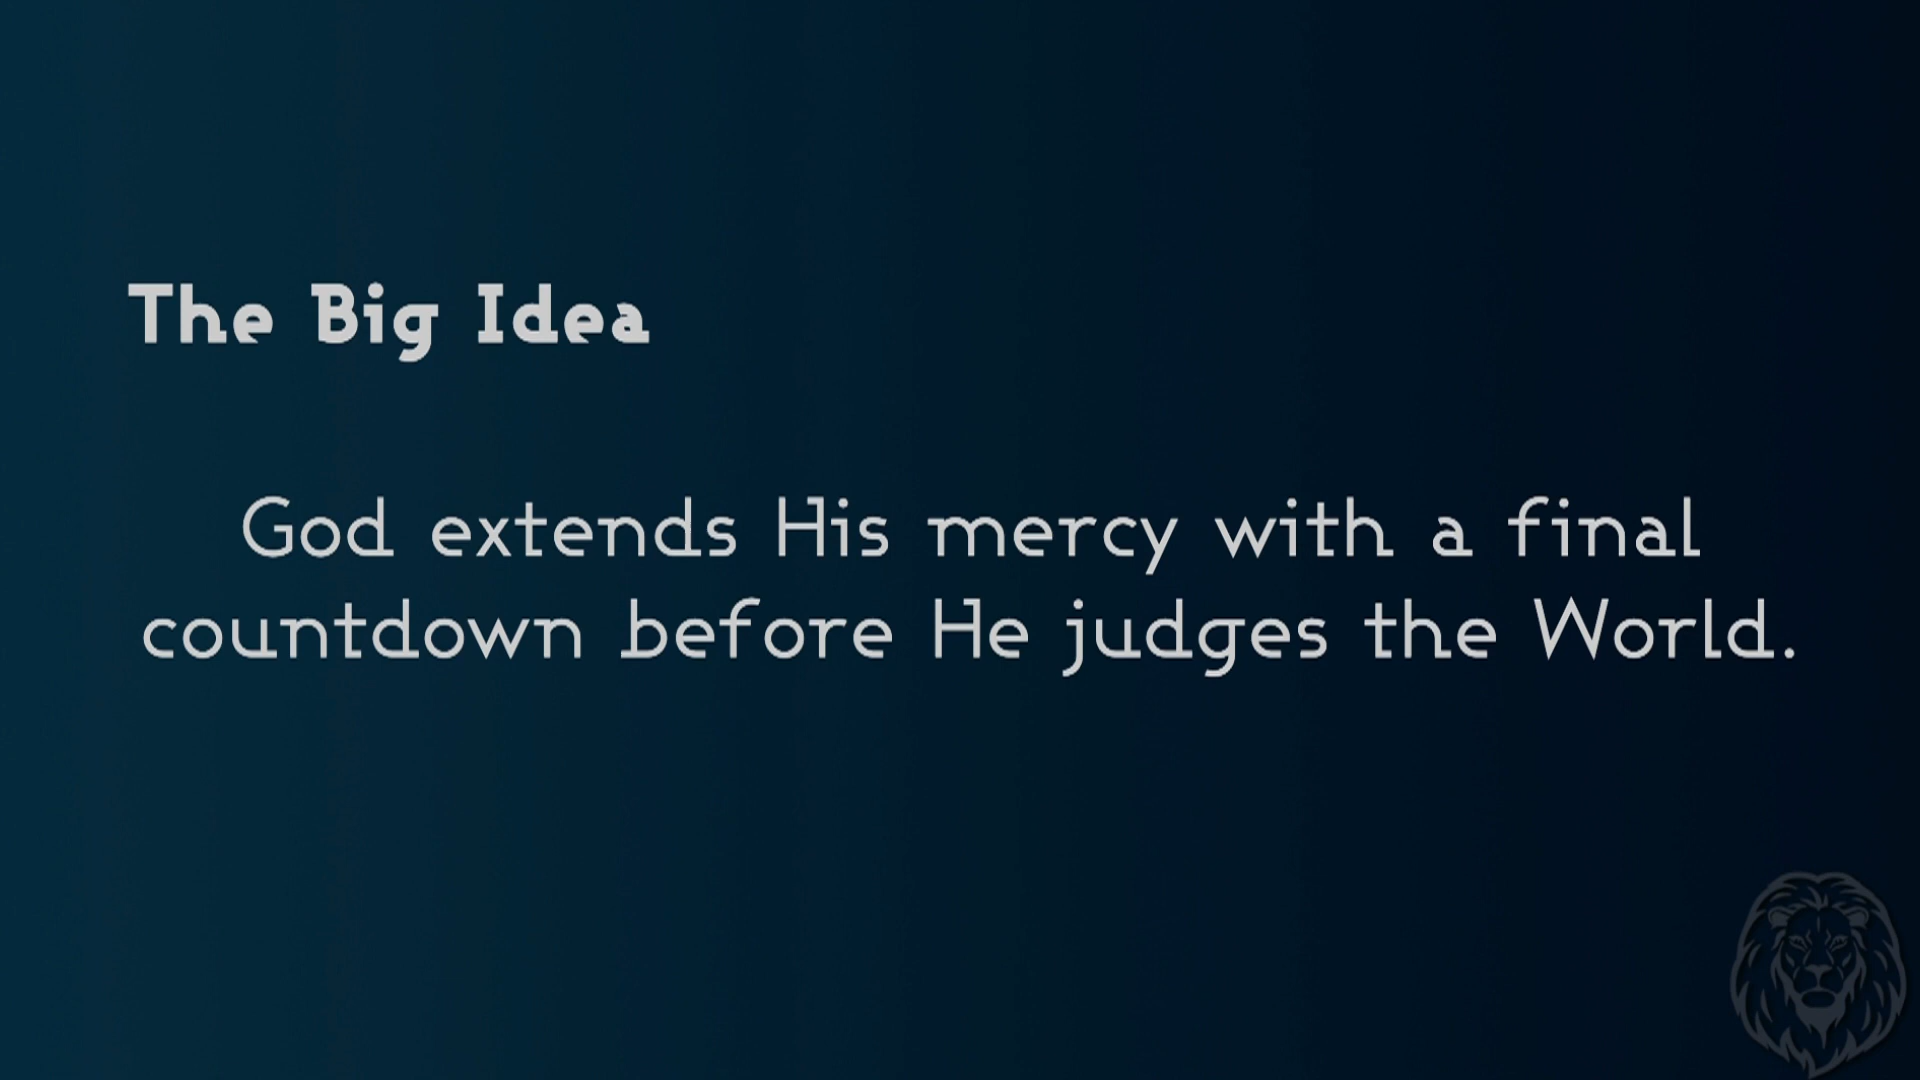 The Big Idea
God extends His mercy with a final
countdown before He judges the World.